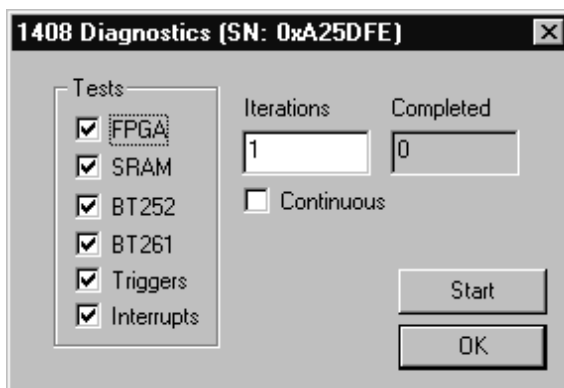 1408 Diagnostics (SN: 0xA25DFE)
Tests
FPGA
SRAM
BT252
BT261
Triggers
Interrupts
Iterations
Completed
1
0
Continuous
Start
OK